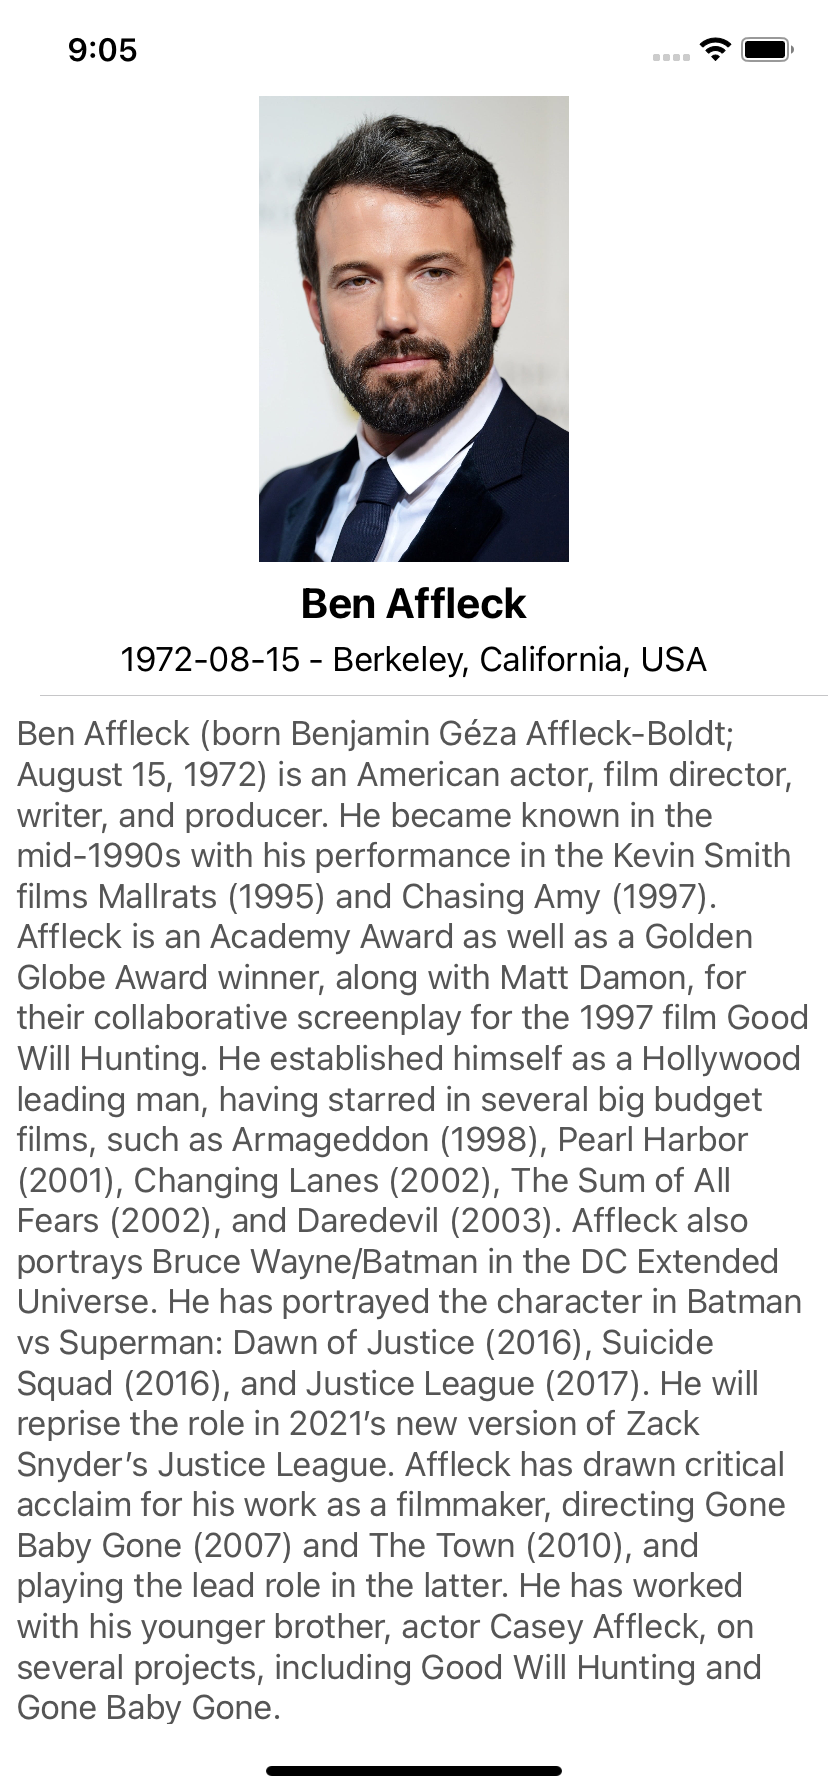 9:05
Ben Affleck
1972-08-15 - Berkeley, California, USA
Ben Affleck (born Benjamin Géza Affleck-Boldt;
August 15, 1972) is an American actor, film director,
writer, and producer. He became known in the
mid-1990s with his performance in the Kevin Smith
films Mallrats (1995) and Chasing Amy (1997).
Affleck is an Academy Award as well as a Golden
Globe Award winner, along with Matt Damon, for
their collaborative screenplay for the 1997 film Good
Will Hunting. He established himself as a Hollywood
leading man, having starred in several big budget
films, such as Armageddon (1998), Pearl Harbor
(2001), Changing Lanes (2002), The Sum of All
Fears (2002), and Daredevil (2003). Affleck also
portrays Bruce Wayne/Batman in the DC Extended
Universe. He has portrayed the character in Batman
vs Superman: Dawn of Justice (2016), Suicide
Squad (2016), and Justice League (2017). He will
reprise the role in 2021’s new version of Zack
Snyder’s Justice League. Affleck has drawn critical
acclaim for his work as a filmmaker, directing Gone
Baby Gone (2007) and The Town (2010), and
playing the lead role in the latter. He has worked
with his younger brother, actor Casey Affleck, on
several projects, including Good Will Hunting and
Gone Baby Gone.